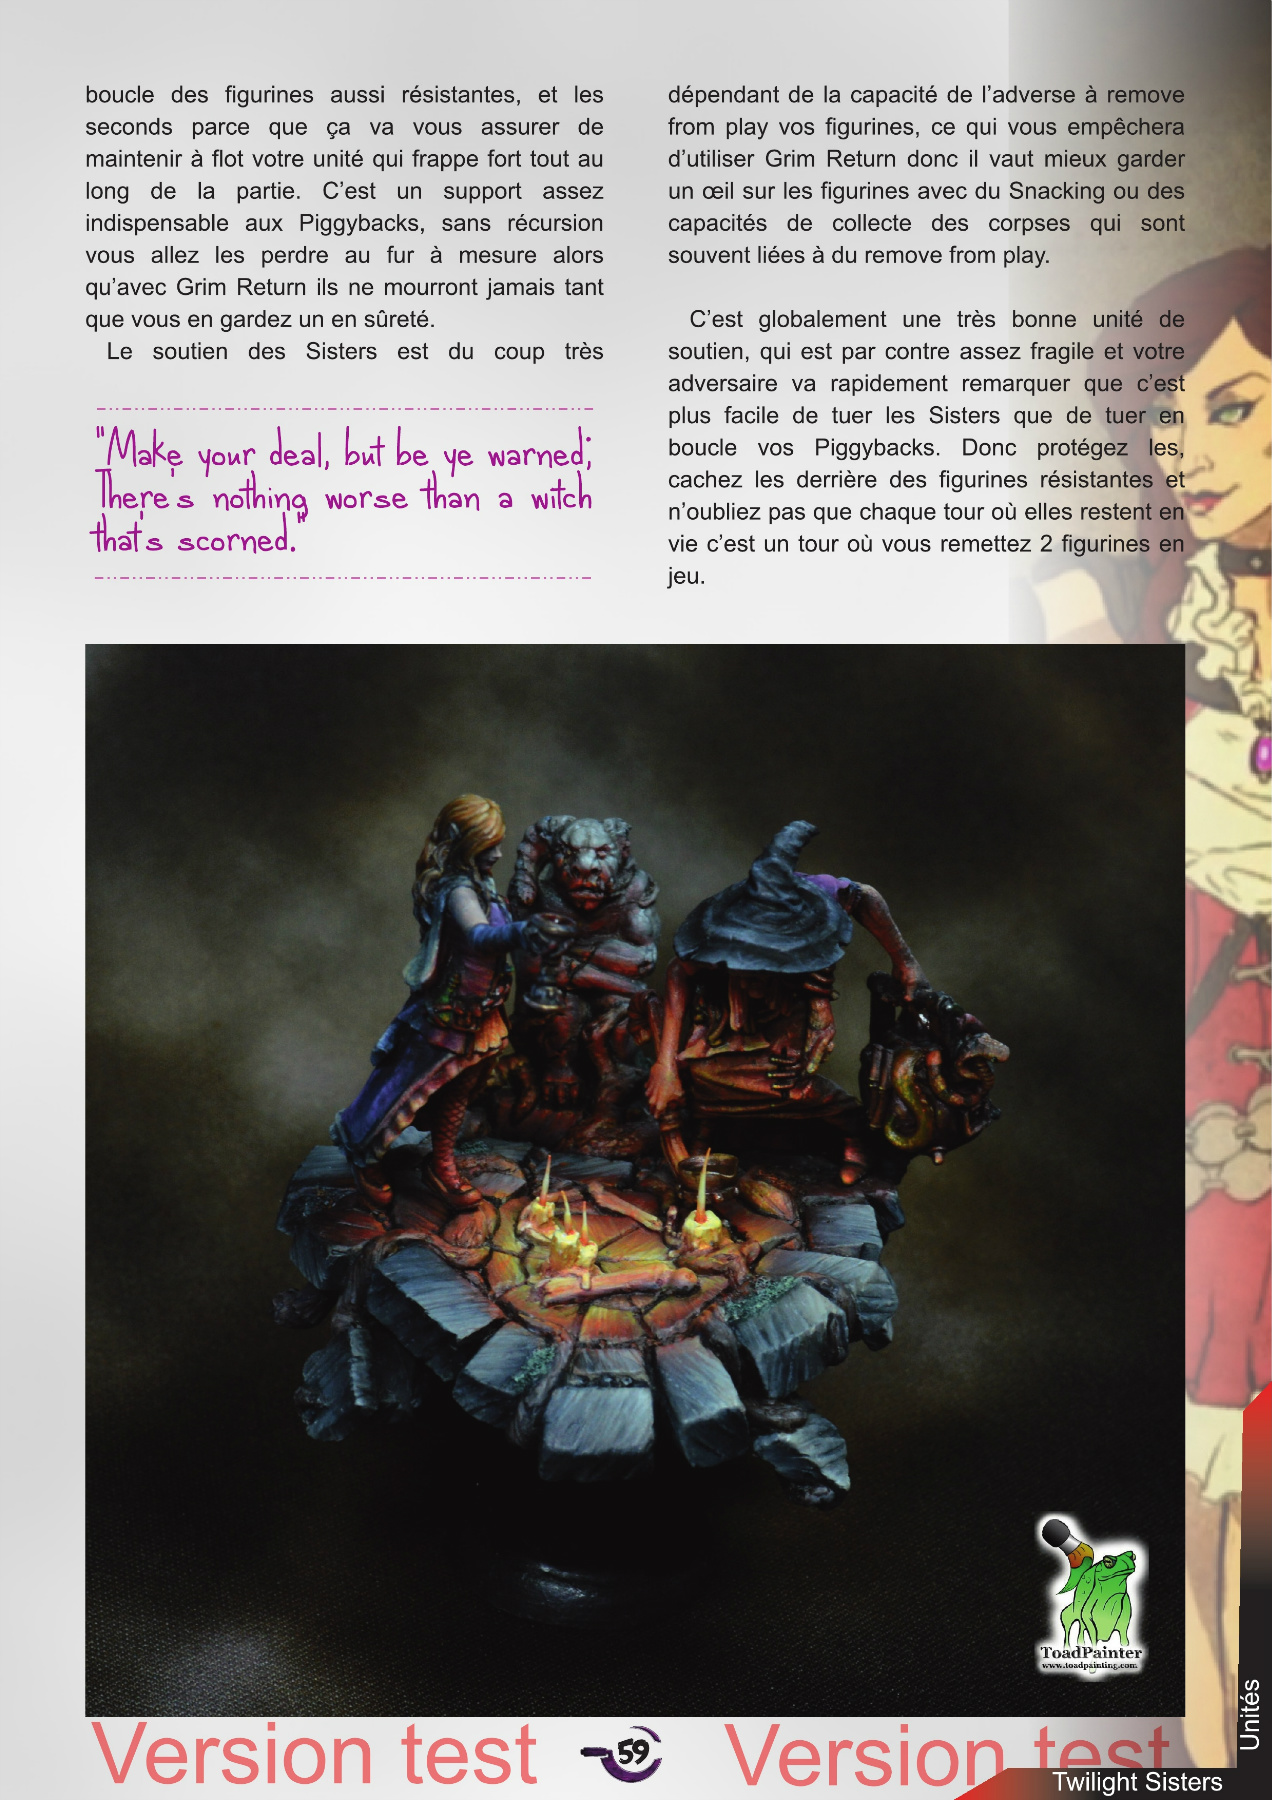 boucle des figurines aussi résistantes, et les
seconds parce que ça va vous assurer de
maintenir à flot votre unité qui frappe fort tout au
long de la partie. C’est un support assez
indispensable aux Piggybacks, sans récursion
vous allez les perdre au fur à mesure alors
qu’avec Grim Return ils ne mourront jamais tant
que vous en gardez un en sûreté.
Le soutien des Sisters est du coup très
"Make your deal, but be ye warned;
There's nothing worse than a witch
that's scorned."
dépendant de la capacité de l’adverse à remove
from play vos figurines, ce qui vous empêchera
d’utiliser Grim Return donc il vaut mieux garder
un œil sur les figurines avec du Snacking ou des
capacités de collecte des corpses qui sont
souvent liées à du remove from play.
C’est globalement une très bonne unité de
soutien, qui est par contre assez fragile et votre
adversaire va rapidement remarquer que c’est
plus facile de tuer les Sisters que de tuer en
boucle vos Piggybacks. Donc protégez les,
cachez les derrière des figurines résistantes et
n’oubliez pas que chaque tour où elles restent en
vie c’est un tour où vous remettez 2 figurines en
jeu.
ToadPainter
www.toadpainting.com
Version test
59
Version test
Unités
Twilight Sisters